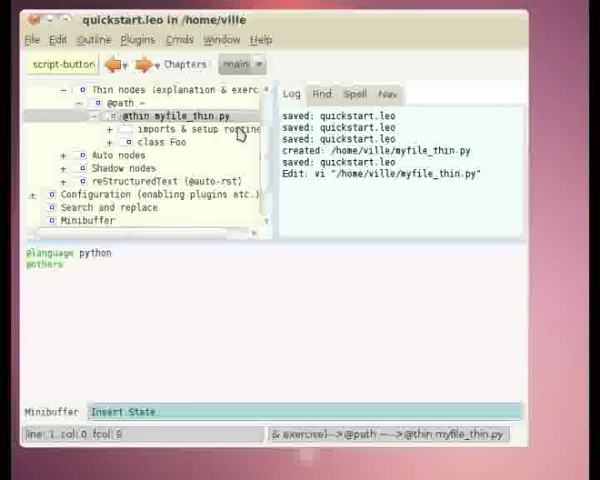 quickstart.leo in /home/ville
File Edit Outline Plugins Cmds Window Help
script-button Chapters main
Thin nodes (explanation & exerc
@path ~
@thin myfile_thin.py
imports & setup routine
class Foo
Auto nodes
Shadow nodes
reStructuredText (@auto-rst)
Configuration (enabling plugins etc.)
Search and replace
Minibuffer
Log Find Spell Nav
saved: quickstart.leo
saved: quickstart.leo
saved: quickstart.leo
created: /home/ville/myfile_thin.py
saved: quickstart.leo
Edit: vi "/home/ville/myfile_thin.py"
@language python
@others
Minibuffer Insert State
line: 1, col: 0 fcol: 0
& exercise)-->@path ~-->@thin myfile_thin.py